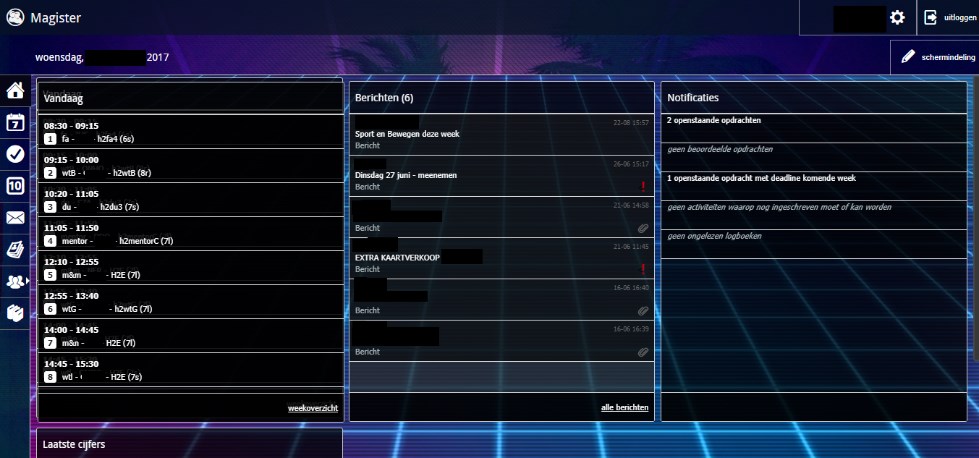 Magister
uitloggen
woensdag, 2017
schermindeling
Vandaag
08:30 - 09:15
1 fa - - h2fa4 (6s)
09:15 - 10:00
2 wtB - - h2wtB (8r)
10:20 - 11:05
3 du - - h2du3 (7s)
11:05 - 11:50
4 mentor - - h2mentorC (7l)
12:10 - 12:55
5 m&m - - H2E (7l)
12:55 - 13:40
6 wtG - - h2wtG (7l)
14:00 - 14:45
7 m&n - H2E (7l)
14:45 - 15:30
8 - H2E (7s)
weekoverzicht
Laatste cijfers
Berichten (6)
22-08 15:57
Sport en Bewegen deze week
Bericht
26-06 15:17
Dinsdag 27 juni - meenemen
Bericht
21-06 14:58
Bericht
21-06 11:45
EXTRA KAARTVERKOOP
Bericht
16-06 16:40
Bericht
16-06 16:39
Bericht
alle berichten
Notificaties
2 openstaande opdrachten
geen beoordeelde opdrachten
1 openstaande opdracht met deadline komende week
geen activiteiten waarop nog ingeschreven moet of kan worden
geen ongelezen logboeken
7
10